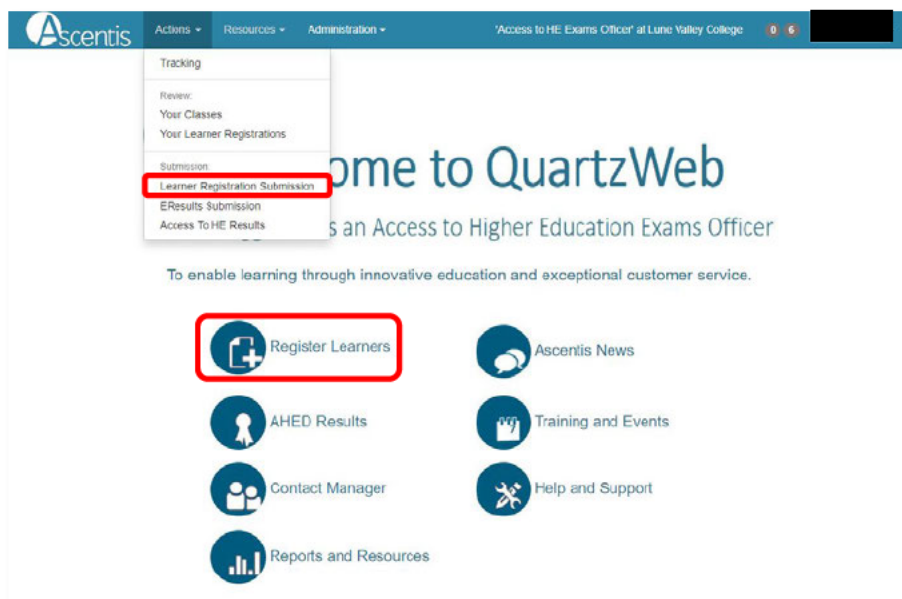 Ascentis Actions Resources Administration 'Access to HE Exams Officer' at Lune Valley College 0 6
Tracking
Review:
Your Classes
Your Learner Registrations
Submission:
Learner Registration Submission
EResults Submission
Access To HE Results
ome to QuartzWeb
s an Access to Higher Education Exams Officer
To enable learning through innovative education and exceptional customer service.
Register Learners
Ascentis News
AHED Results
Training and Events
Contact Manager
Help and Support
Reports and Resources